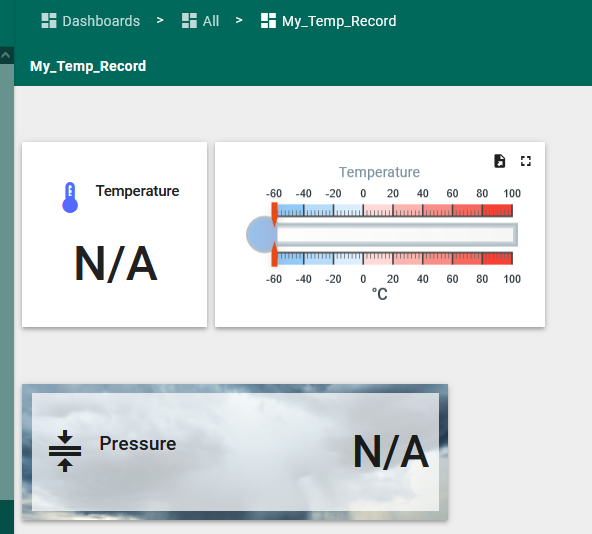 Dashboards > All > My_Temp_Record
My_Temp_Record
Temperature
N/A
Temperature
-60 -40 -20 0 20 40 60 80 100
-60 -40 -20 0 20 40 60 80 100
°C
Pressure
N/A